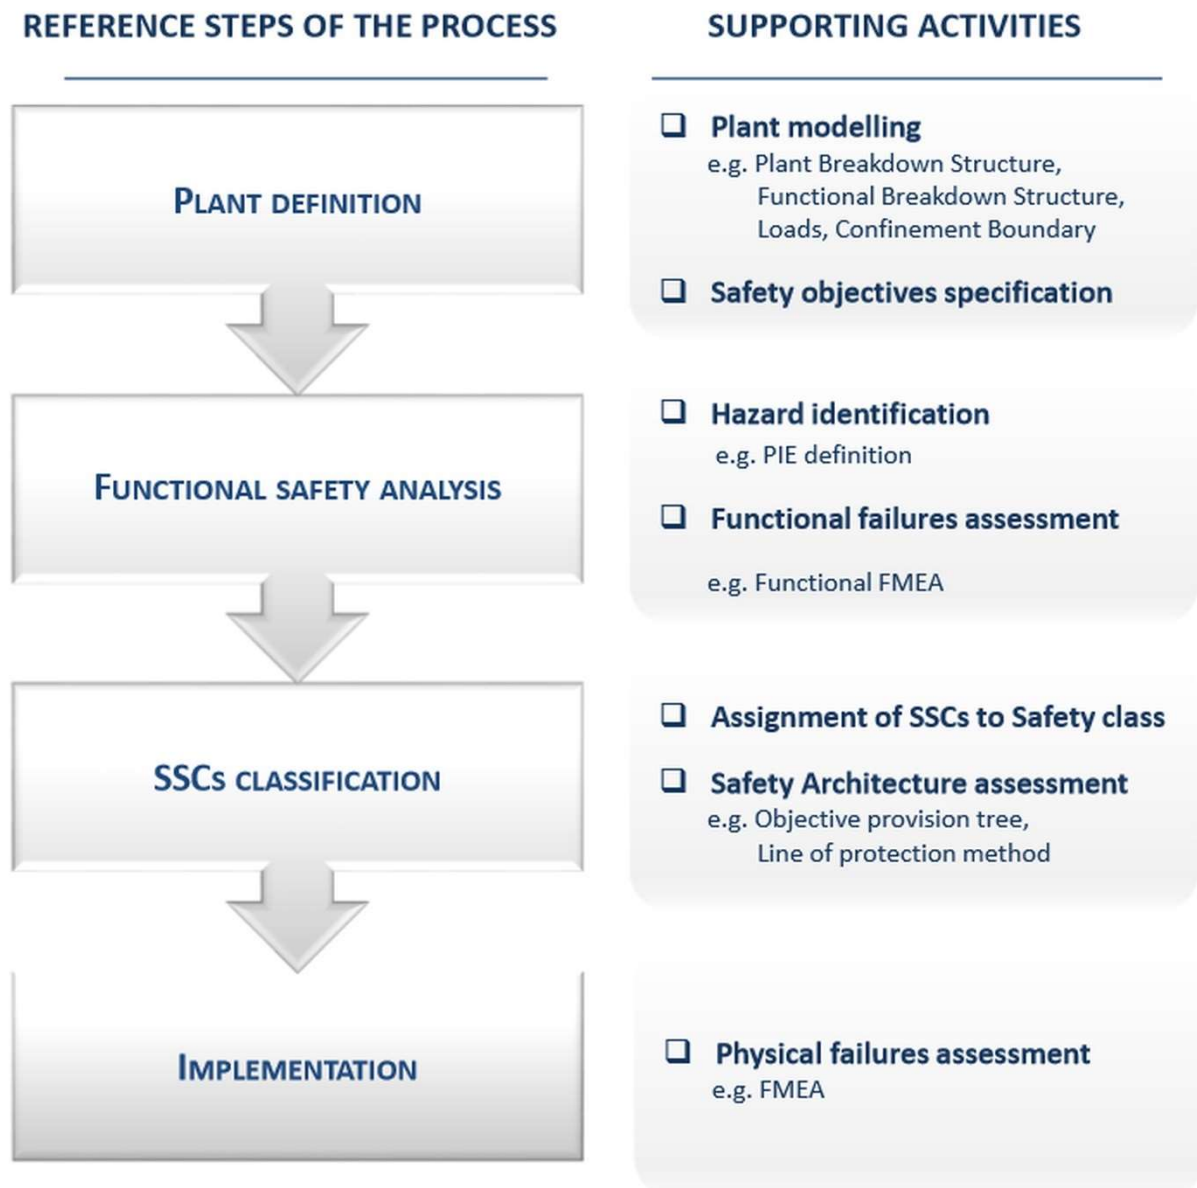 REFERENCE STEPS OF THE PROCESS
SUPPORTING ACTIVITIES
PLANT DEFINITION
❑ Plant modelling
e.g. Plant Breakdown Structure,
Functional Breakdown Structure,
Loads, Confinement Boundary
❑ Safety objectives specification
FUNCTIONAL SAFETY ANALYSIS
❑ Hazard identification
e.g. PIE definition
❑ Functional failures assessment
e.g. Functional FMEA
SSCS CLASSIFICATION
❑ Assignment of SSCs to Safety class
❑ Safety Architecture assessment
e.g. Objective provision tree,
Line of protection method
IMPLEMENTATION
❑ Physical failures assessment
e.g. FMEA